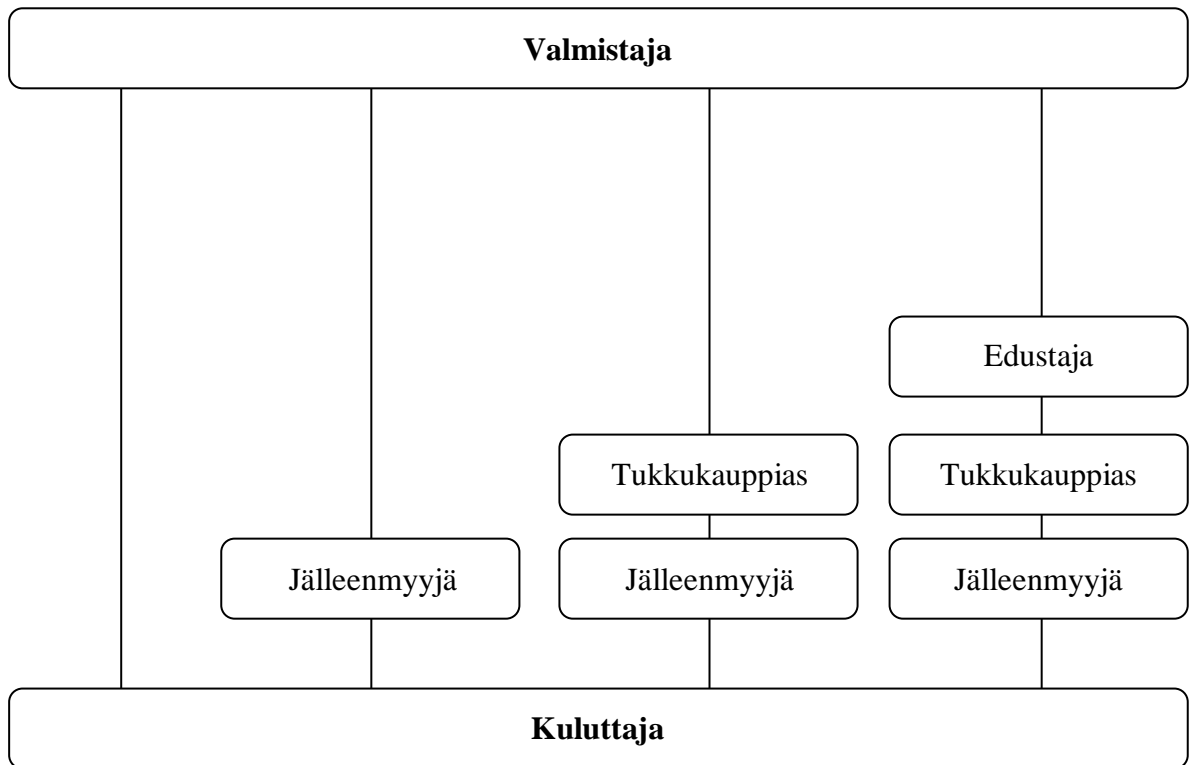 Valmistaja
Edustaja
Tukkukauppias
Tukkukauppias
Jälleenmyyjä
Jälleenmyyjä
Jälleenmyyjä
Kuluttaja